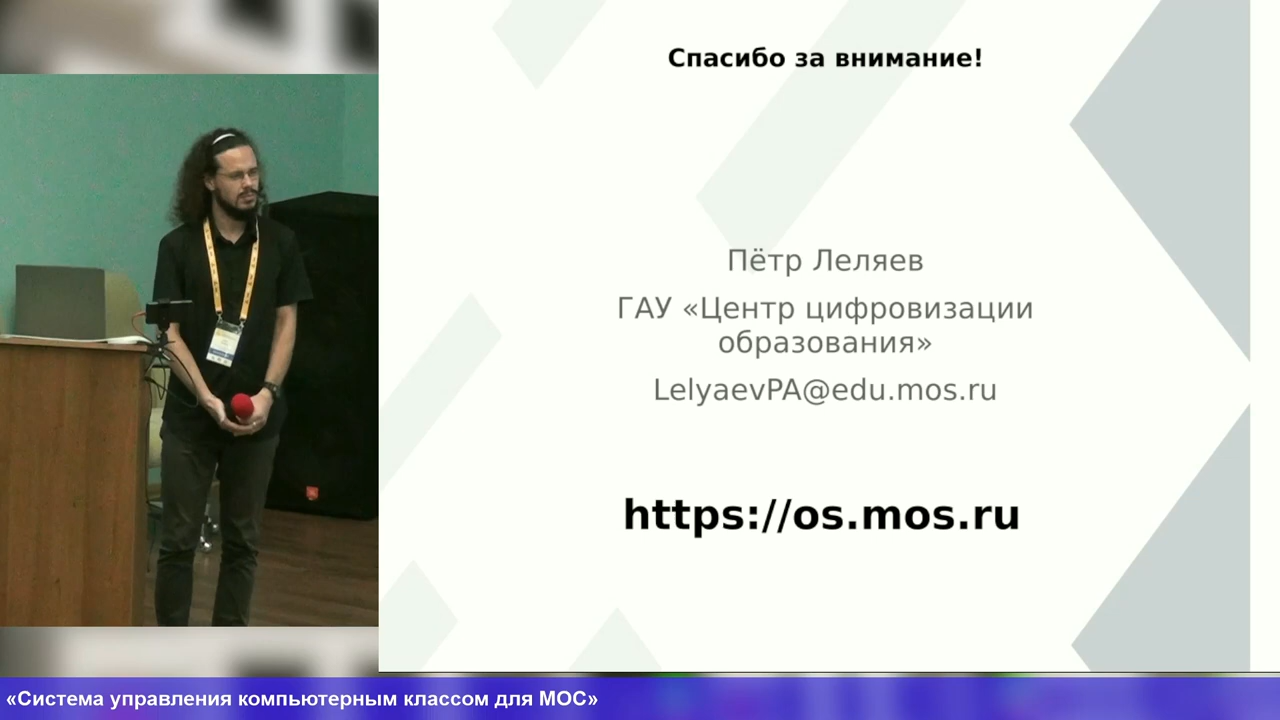 Спасибо за внимание!
Пётр Леляев
ГАУ «Центр цифровизации
образования»
LelyaevPA@edu.mos.ru
https://os.mos.ru
«Система управления компьютерным классом для МОС»